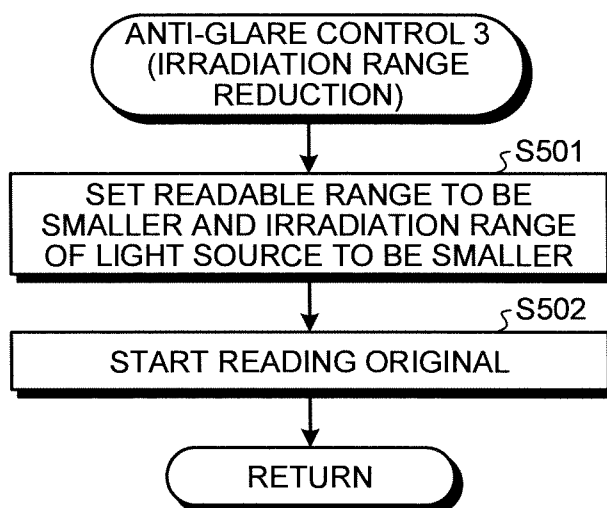 ANTI-GLARE CONTROL 3
(IRRADIATION RANGE
REDUCTION)
S501
SET READABLE RANGE TO BE
SMALLER AND IRRADIATION RANGE
OF LIGHT SOURCE TO BE SMALLER
S502
START READING ORIGINAL
RETURN